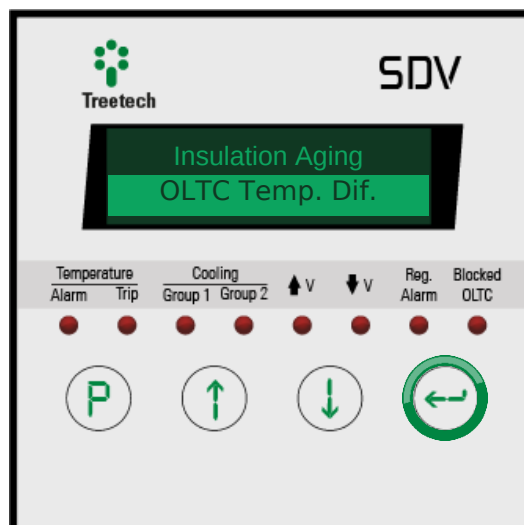 Treetech
SDV
Insulation Aging
OLTC Temp. Dif.
Temperature
Alarm Trip
Cooling
Group 1 Group 2
V
V
Reg.
Alarm
Blocked
OLTC
P